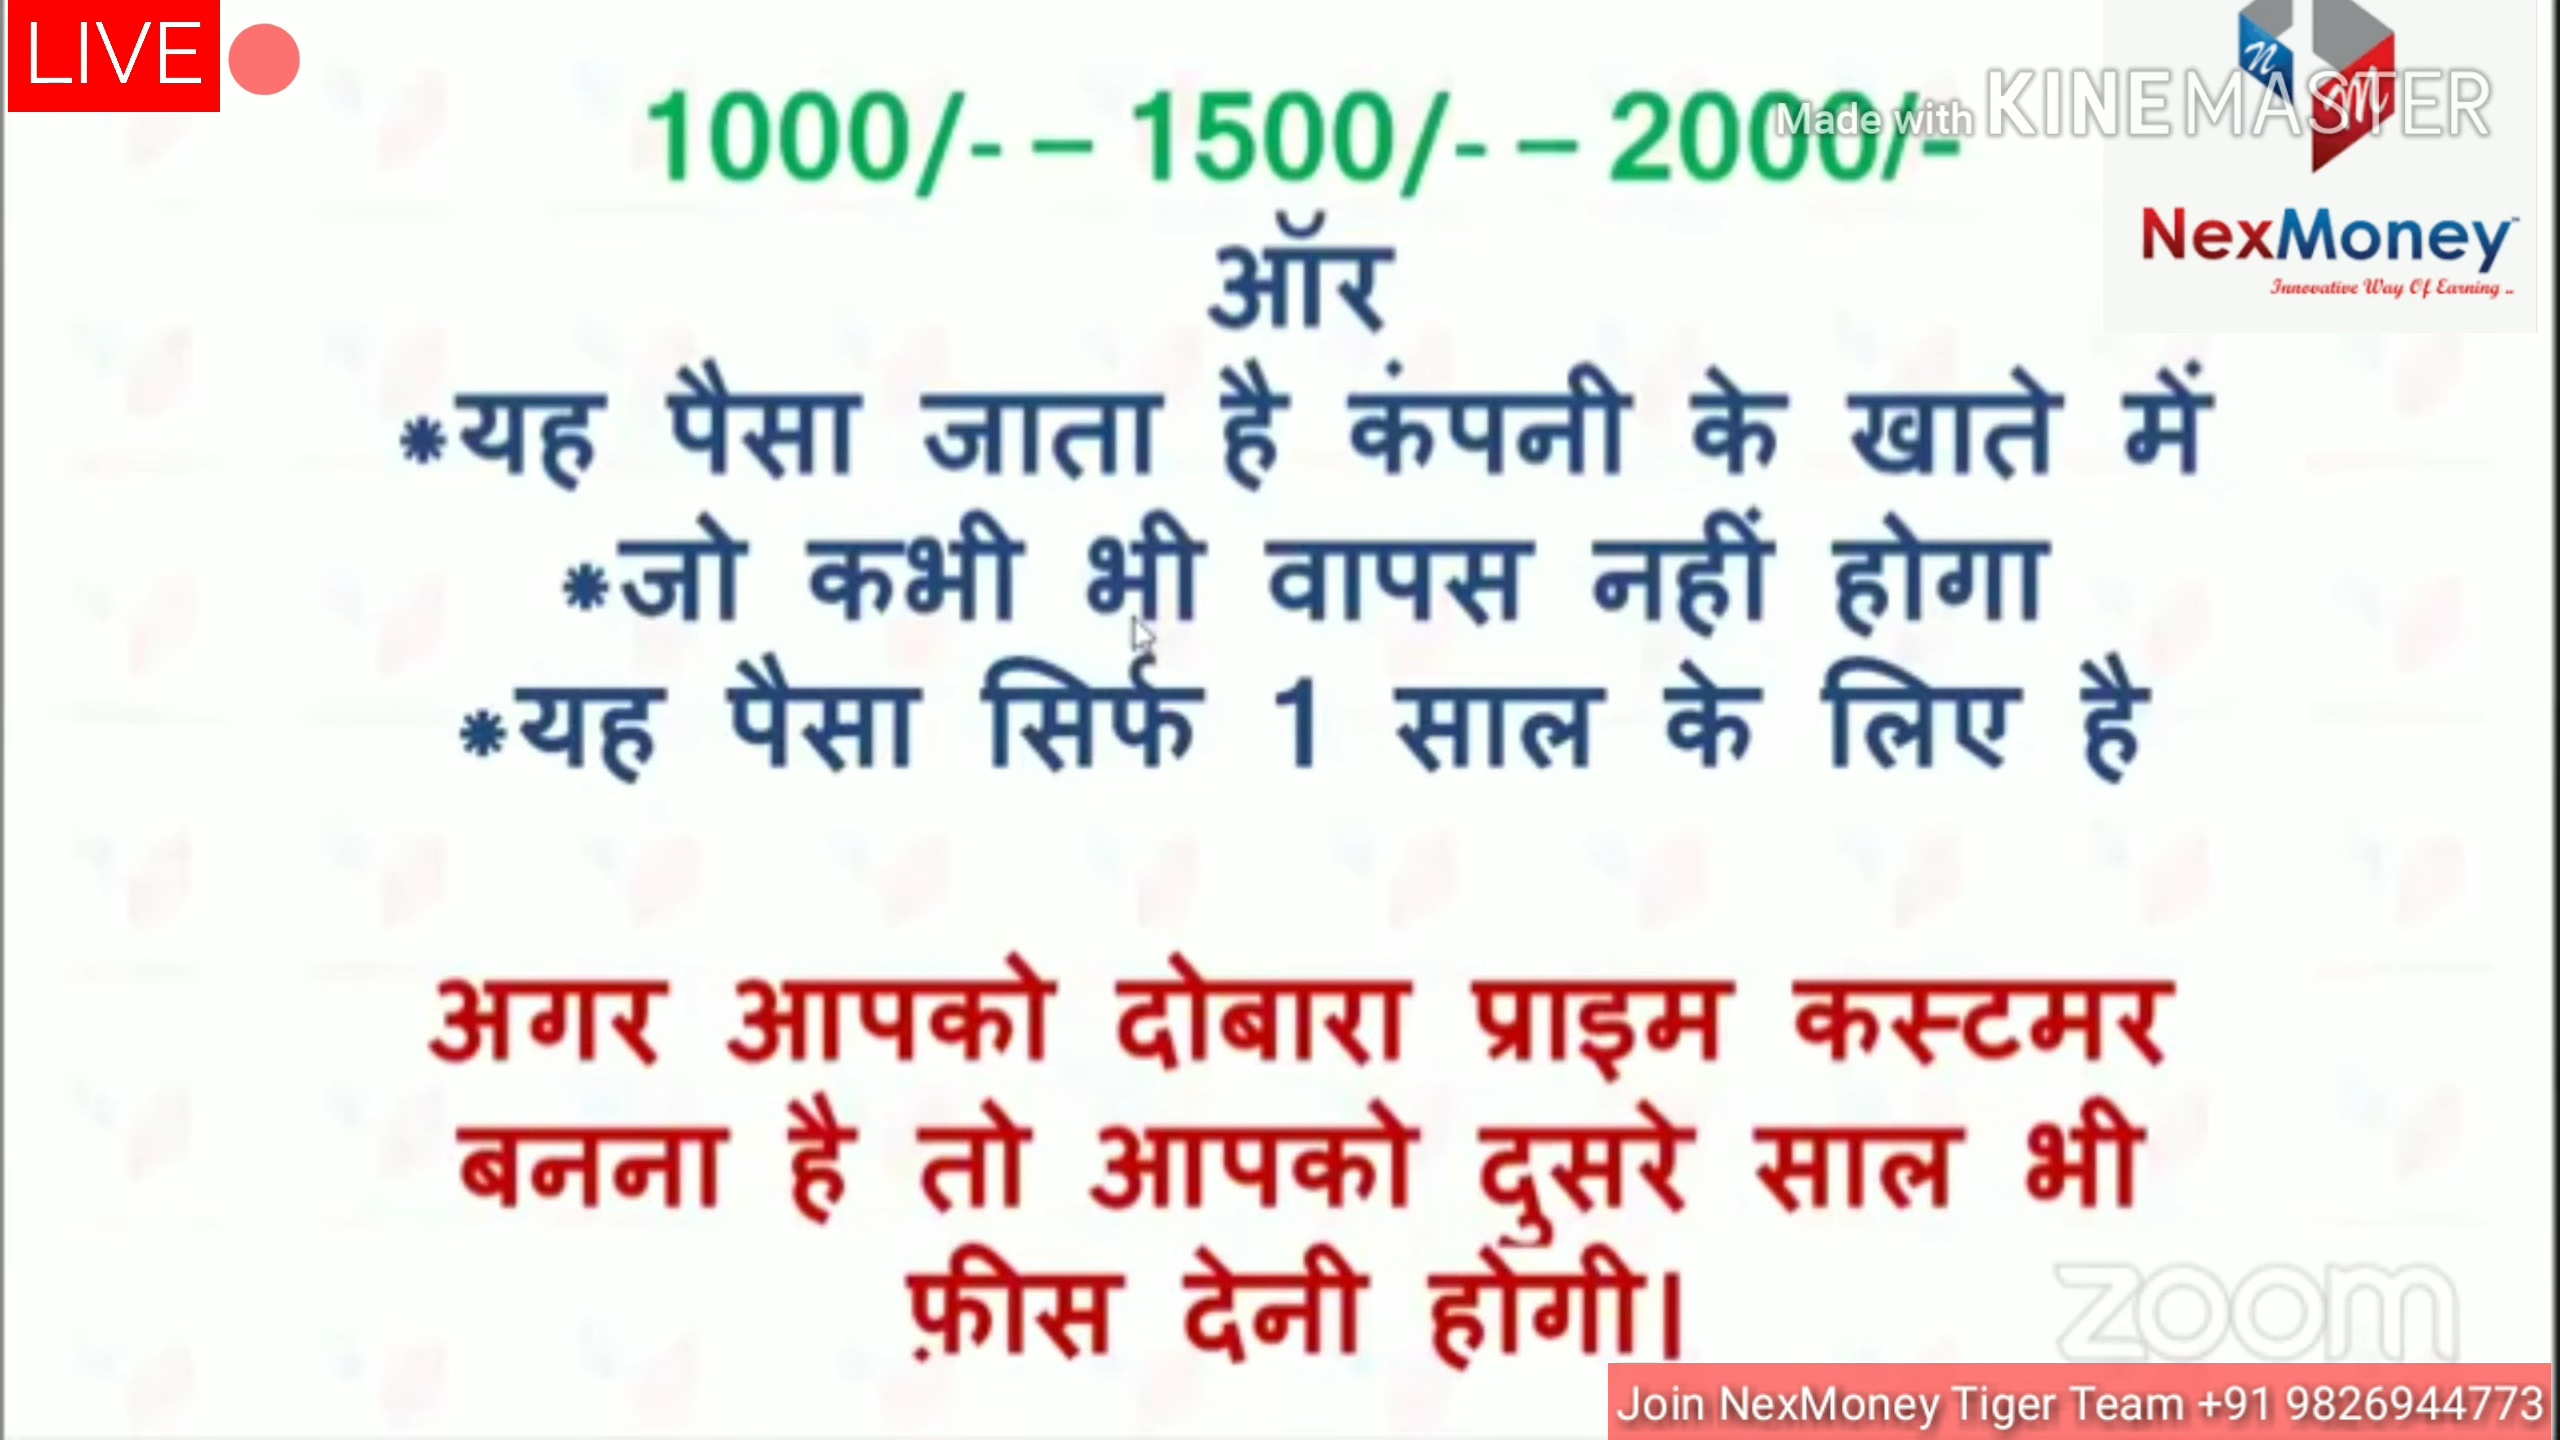 LIVE
1000/- – 1500/- – 2000/-
Made with KINEMASTER
NexMoney
Innovative Way Of Earning ..
ऑर
*यह पैसा जाता है कंपनी के खाते में
*जो कभी भी वापस नहीं होगा
*यह पैसा सिर्फ 1 साल के लिए है
अगर आपको दोबारा प्राइम कस्टमर
बनना है तो आपको दुसरे साल भी
फ़ीस देनी होगी।
zoom
Join NexMoney Tiger Team +91 9826944773